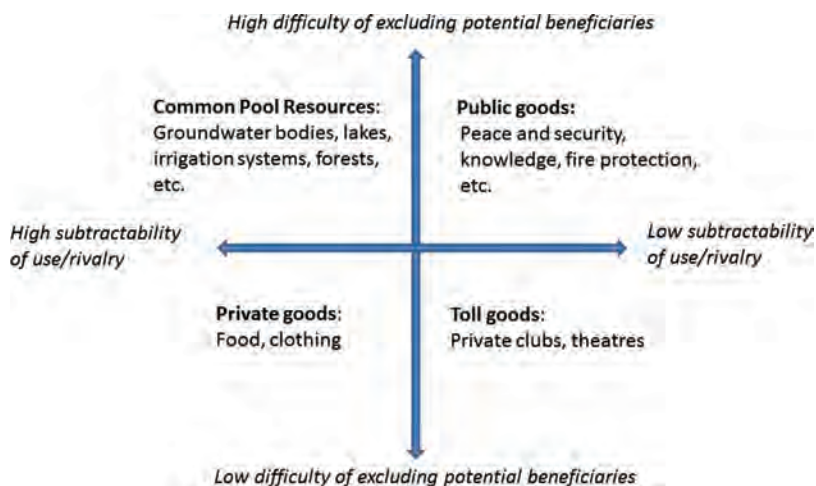 High difficulty of excluding potential beneficiaries
Common Pool Resources:
Groundwater bodies, lakes,
irrigation systems, forests,
etc.
Public goods:
Peace and security,
knowledge, fire protection,
etc.
High subtractability
of use/rivalry
Low subtractability
of use/rivalry
Private goods:
Food, clothing
Toll goods:
Private clubs, theatres
Low difficulty of excluding potential beneficiaries